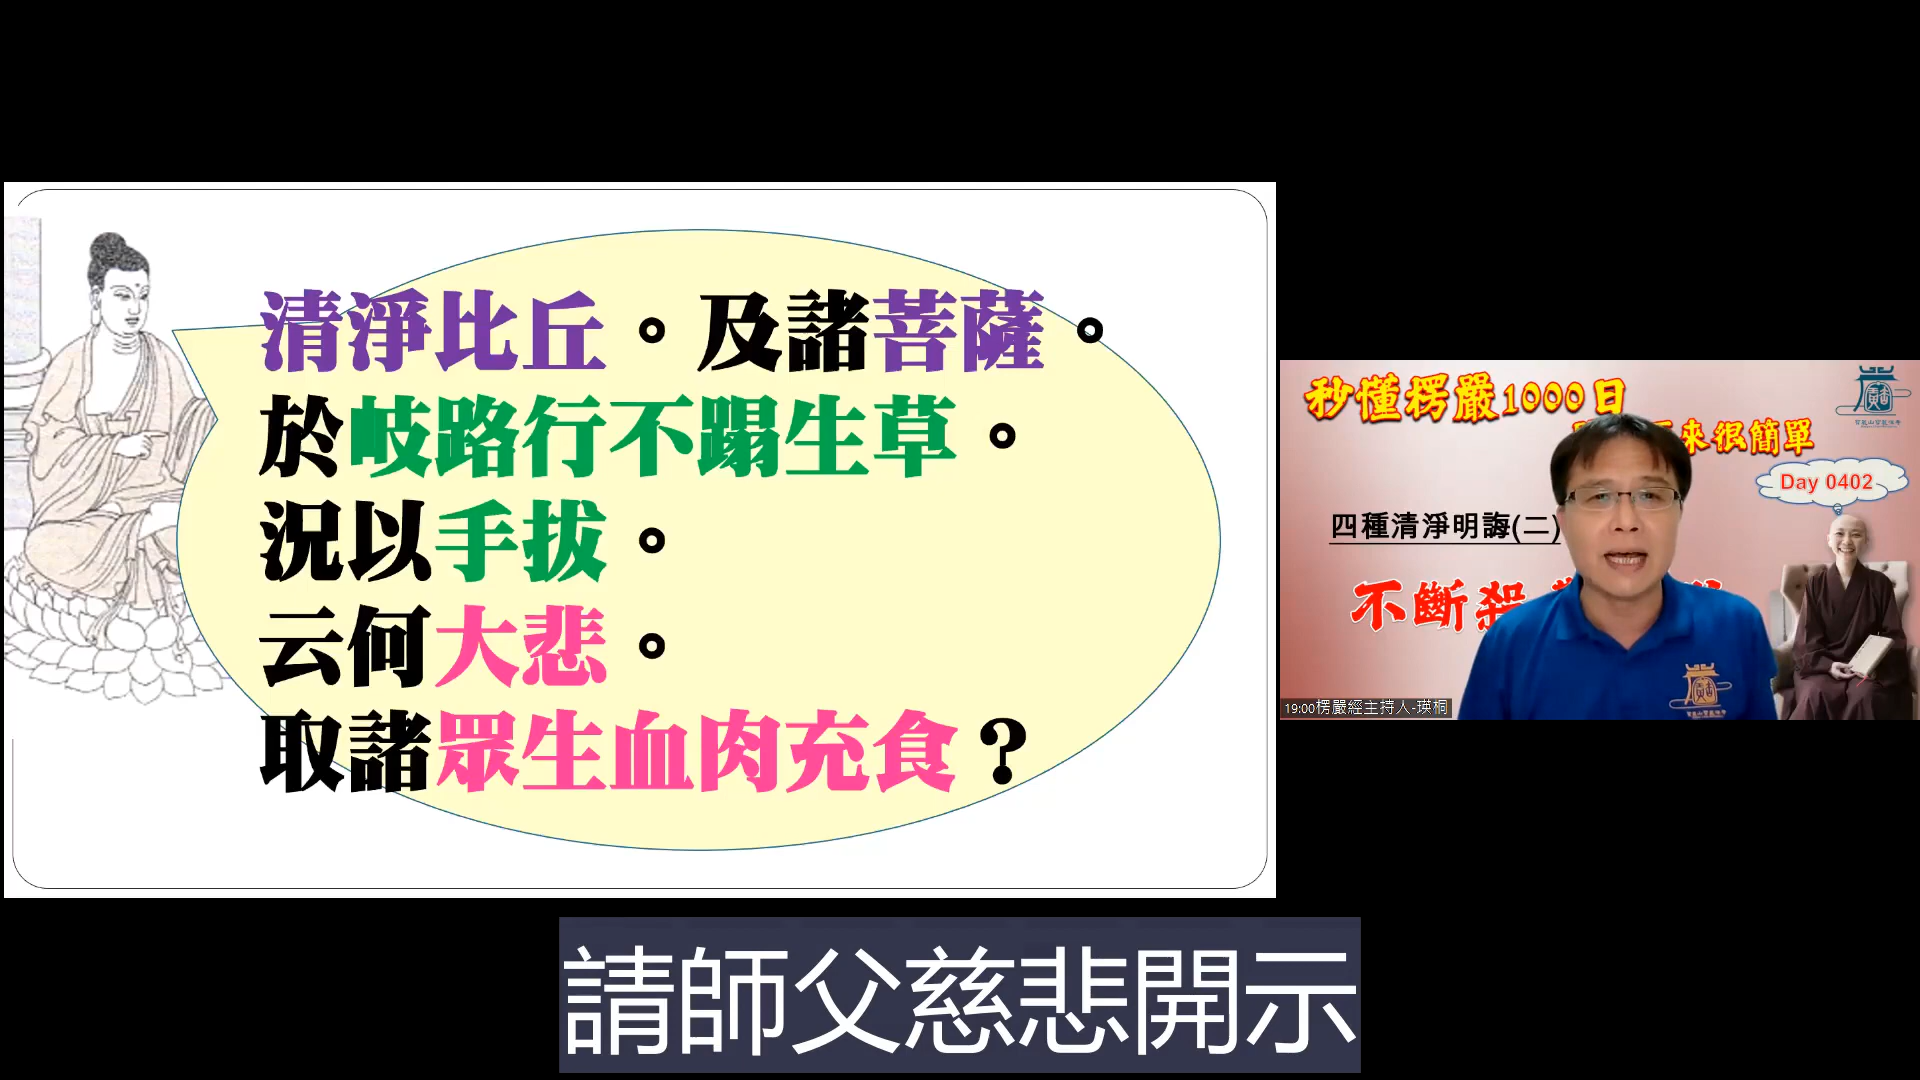 清淨比丘。及諸菩薩。
於岐路行不蹋生草。
況以手拔。
云何大悲。
取諸眾生血肉充食？
秒懂楞嚴1000日
來很簡單
Day 0402
四種清淨明誨(二)
不斷殺
19:00楞嚴經主持人-瑛桐
請師父慈悲開示